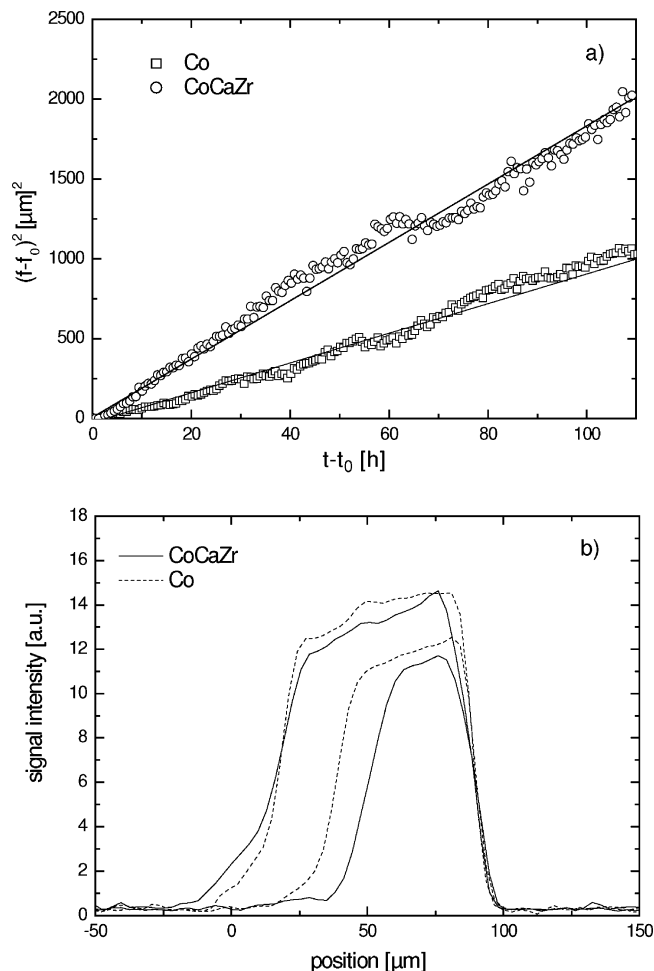 a)
Co
CoCaZr
2500
2000
1500
1000
500
0
(f-f₀)² [µm]²
0 20 40 60 80 100
t-t₀ [h]
b)
CoCaZr
Co
18
16
14
12
10
8
6
4
2
0
signal intensity [a.u.]
-50 0 50 100 150
position [µm]